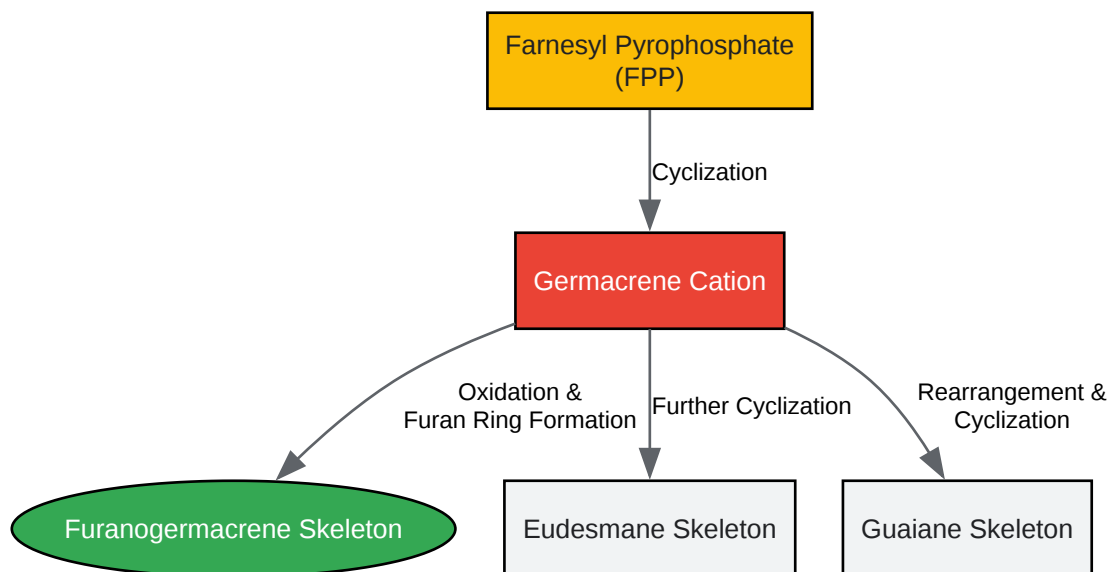 Farnesyl Pyrophosphate
(FPP)
Cyclization
Germacrene Cation
Oxidation &
Furan Ring Formation
Further Cyclization
Rearrangement &
Cyclization
Furanogermacrene Skeleton
Eudesmane Skeleton
Guaiane Skeleton